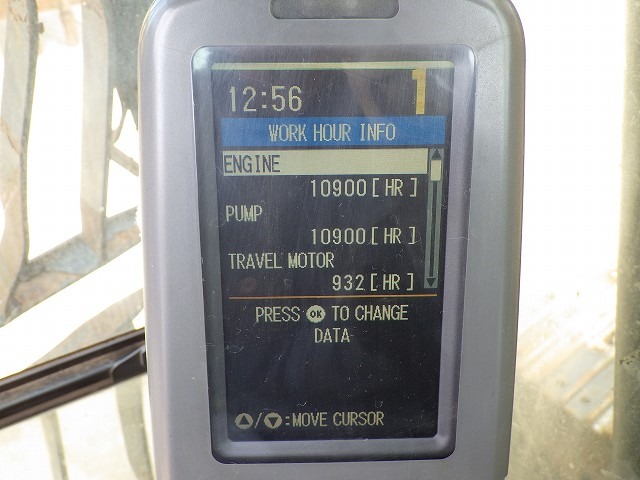 12:56 1
WORK HOUR INFO
ENGINE
10900[HR]
PUMP
10900[HR]
TRAVEL MOTOR
932[HR]
PRESS OK TO CHANGE
DATA
▲/▼:MOVE CURSOR